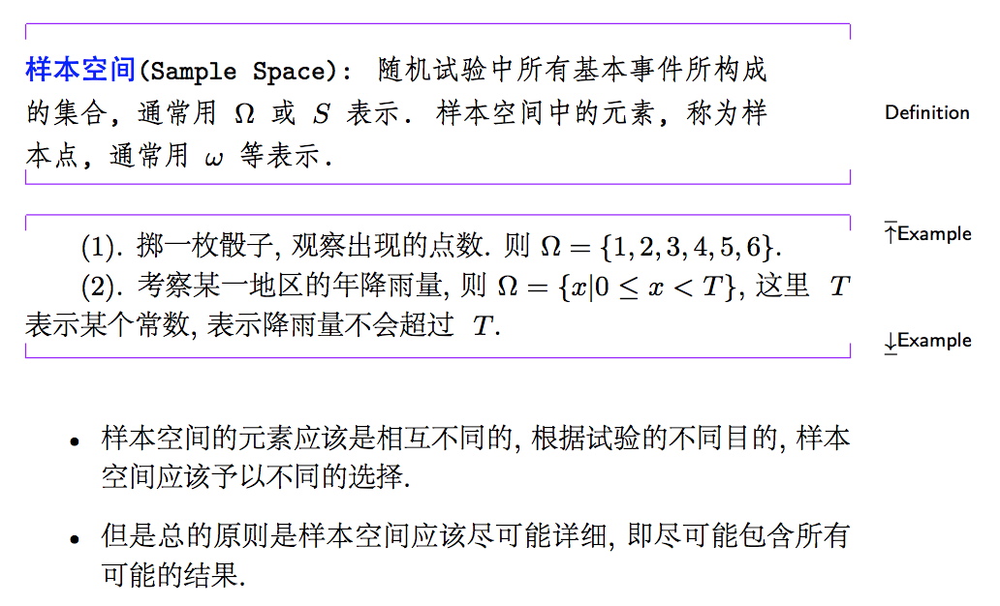 样本空间(Sample Space): 随机试验中所有基本事件所构成
的集合, 通常用 Ω 或 S 表示. 样本空间中的元素, 称为样
本点, 通常用 ω 等表示.
Definition
(1). 掷一枚骰子, 观察出现的点数. 则 Ω = {1, 2, 3, 4, 5, 6}.
↑Example
(2). 考察某一地区的年降雨量, 则 Ω = {x|0 ≤ x < T}, 这里 T
表示某个常数, 表示降雨量不会超过 T.
↓Example
• 样本空间的元素应该是相互不同的, 根据试验的不同目的, 样本
空间应该予以不同的选择.
• 但是总的原则是样本空间应该尽可能详细, 即尽可能包含所有
可能的结果.